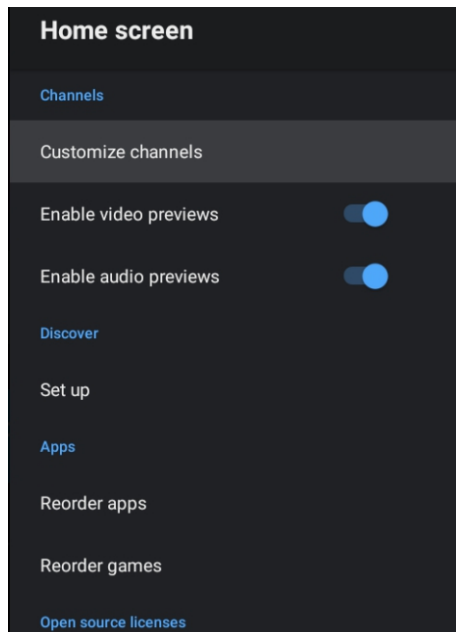 Home screen
Channels
Customize channels
Enable video previews
Enable audio previews
Discover
Set up
Apps
Reorder apps
Reorder games
Open source licenses